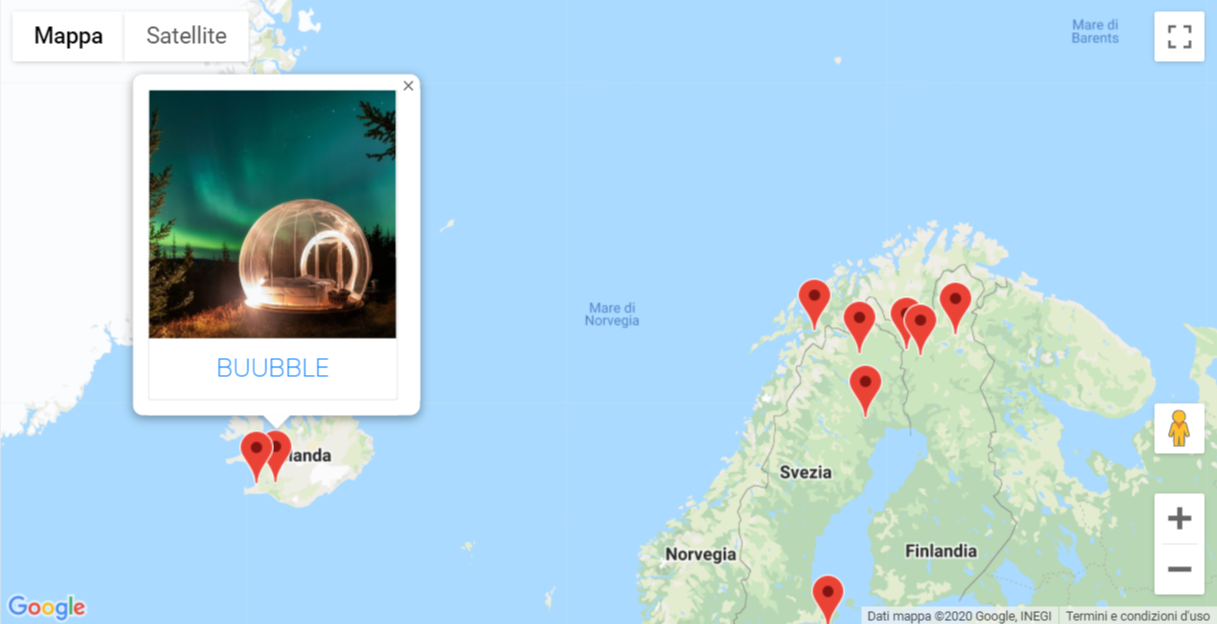 Mappa
Satellite
Mare di
Barents
BUUBBLE
Mare di
Norvegia
landa
Svezia
Norvegia
Finlandia
Google
Dati mappa ©2020 Google, INEGI
Termini e condizioni d'uso